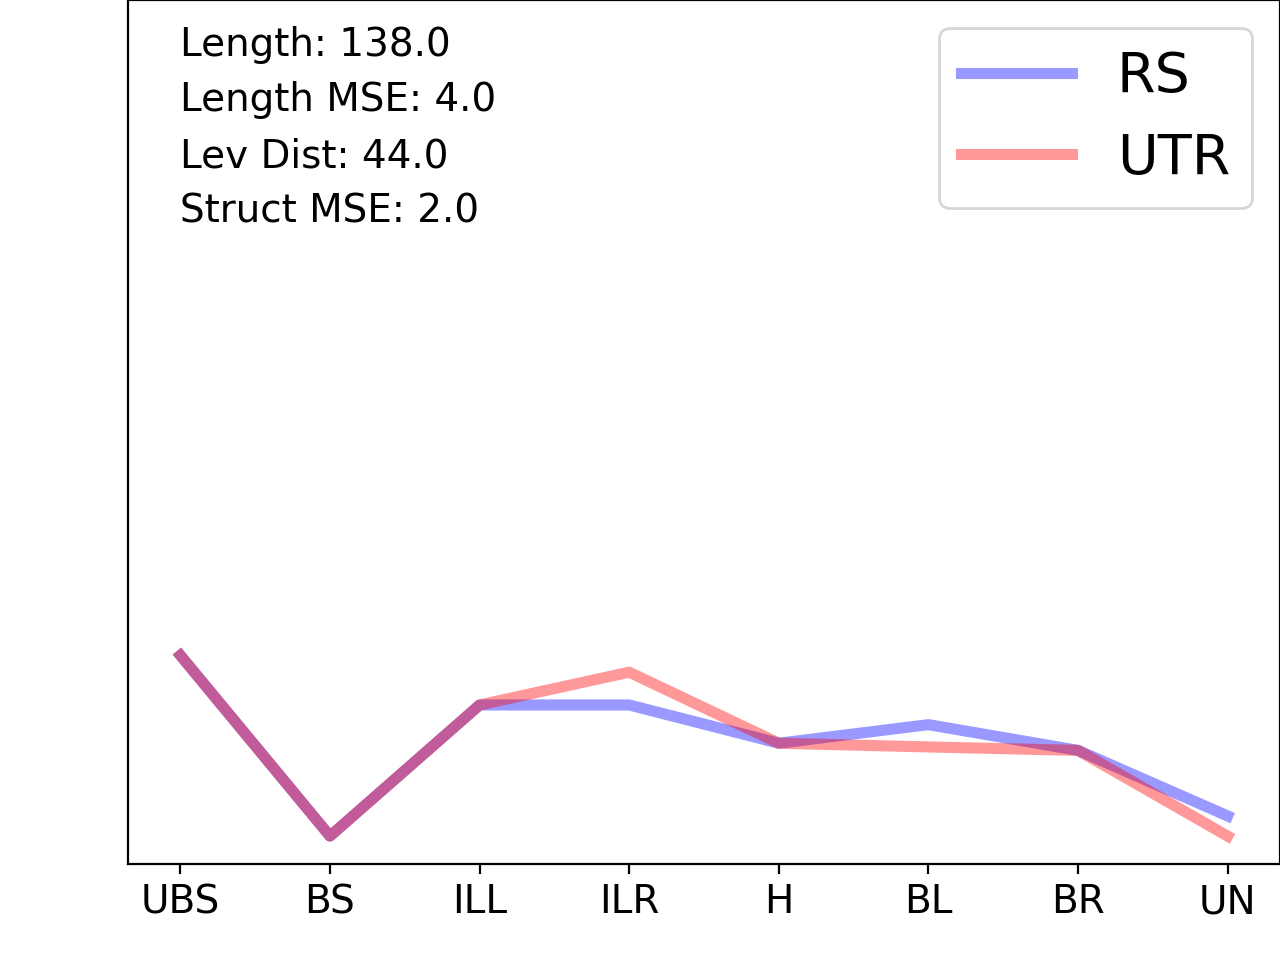 Length: 138.0
Length MSE: 4.0
Lev Dist: 44.0
Struct MSE: 2.0
RS
UTR
UBS BS ILL ILR H BL BR UN